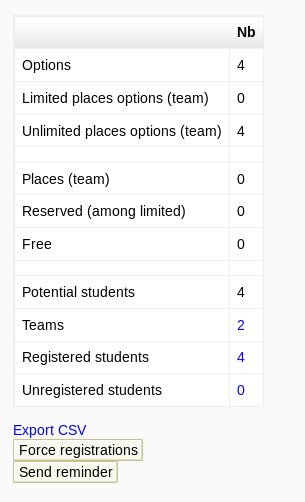 Nb
Options 4
Limited places options (team) 0
Unlimited places options (team) 4
Places (team) 0
Reserved (among limited) 0
Free 0
Potential students 4
Teams 2
Registered students 4
Unregistered students 0
Export CSV
Force registrations
Send reminder